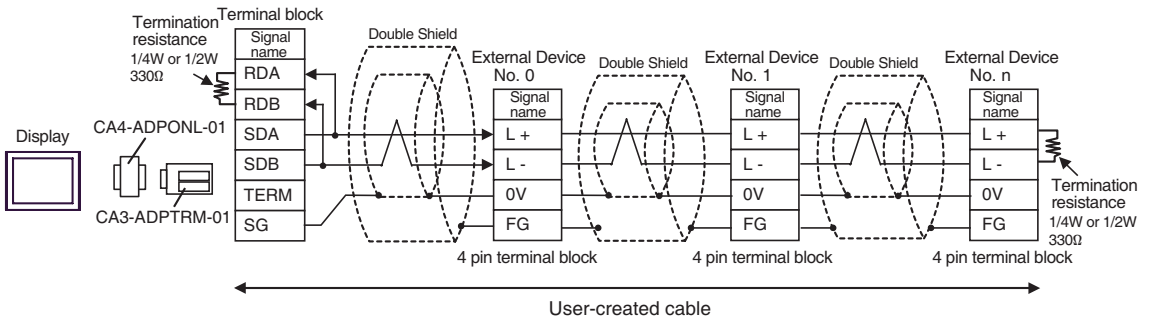 Display
CA4-ADPONL-01
CA3-ADPTRM-01
Termination
resistance
1/4W or 1/2W
330Ω
Terminal block
Signal
name
RDA
RDB
SDA
SDB
TERM
SG
Double Shield
External Device
No. 0
Signal
name
L +
L -
0V
FG
4 pin terminal block
Double Shield
External Device
No. 1
Signal
name
L +
L -
0V
FG
4 pin terminal block
Double Shield
External Device
No. n
Signal
name
L +
L -
0V
FG
4 pin terminal block
Termination
resistance
1/4W or 1/2W
330Ω
User-created cable